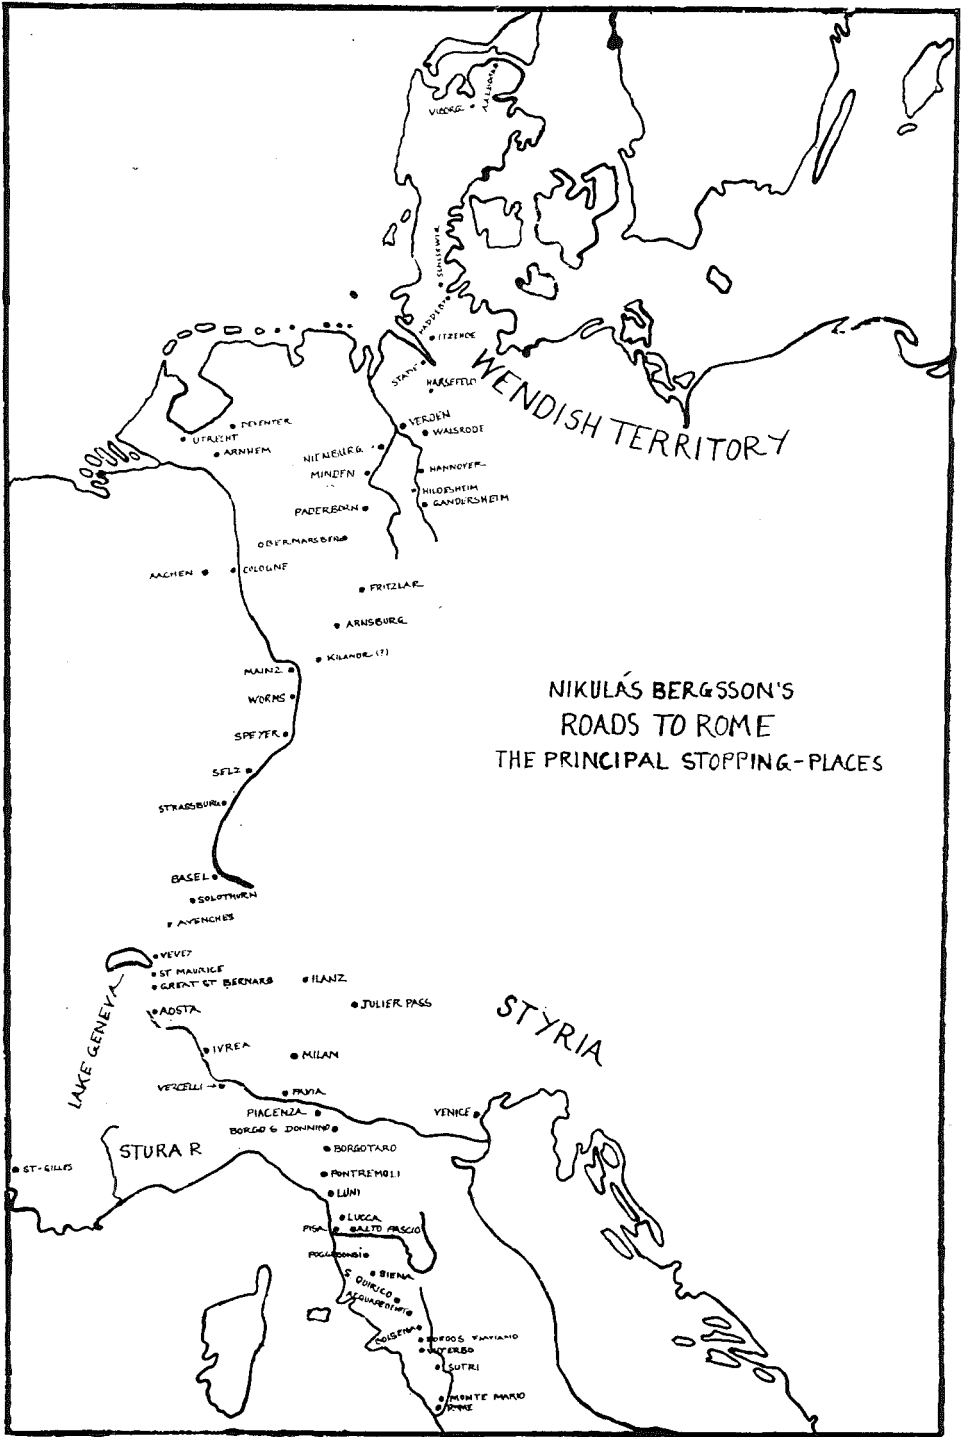 VIBORG
AALBORG
SCHLESWIG
HADDEBY
ITZEHOE
STADE
HARSEFELD
WENDISH TERRITORY
VERDEN
WALSRODE
DEVENTER
UTRECHT
ARNHEM
NIENBURG
MINDEN
HANNOVER
HILDESHEIM
GANDERSHEIM
PADERBORN
OBERMARSBERG
AACHEN
COLOGNE
FRITZLAR
ARNSBURG
KILANDR (?)
MAINZ
WORMS
SPEYER
SELZ
STRASSBURG
NIKULÁS BERGSSON'S
ROADS TO ROME
THE PRINCIPAL STOPPING-PLACES
BASEL
SOLOTHURN
AVENCHES
VEVEY
ST MAURICE
GREAT ST BERNARD
AOSTA
LAKE GENEVA
ILANZ
JULIER PASS
STYRIA
IVREA
MILAN
VERCELLI
PAVIA
PIACENZA
VENICE
BORGO S DONNINO
BORGOTARO
STURA R
ST-GILLES
PONTREMOLI
LUNI
LUCCA
PISA
ALTO PASCIO
POGGIBONSI
SIENA
S QUIRICO
ACQUAPENDENTE
BOLSENA
BORGOS FLAVIANO
VITERBO
SUTRI
MONTE MARIO
ROME